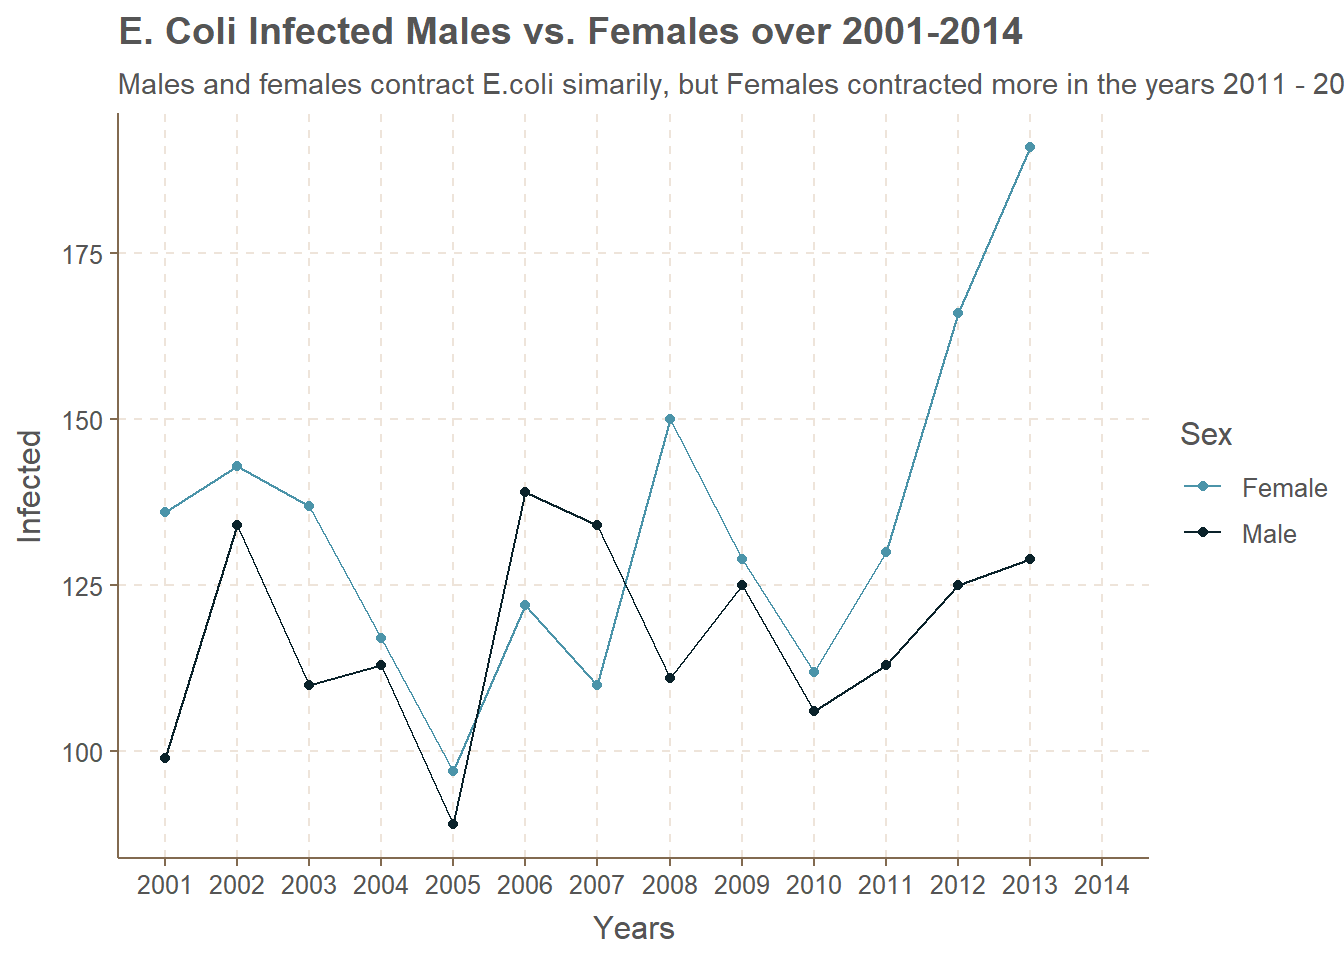 E. Coli Infected Males vs. Females over 2001-2014
Males and females contract E.coli simarily, but Females contracted more in the years 2011 - 20
175
150
125
100
Infected
2001 2002 2003 2004 2005 2006 2007 2008 2009 2010 2011 2012 2013 2014
Years
Sex
Female
Male